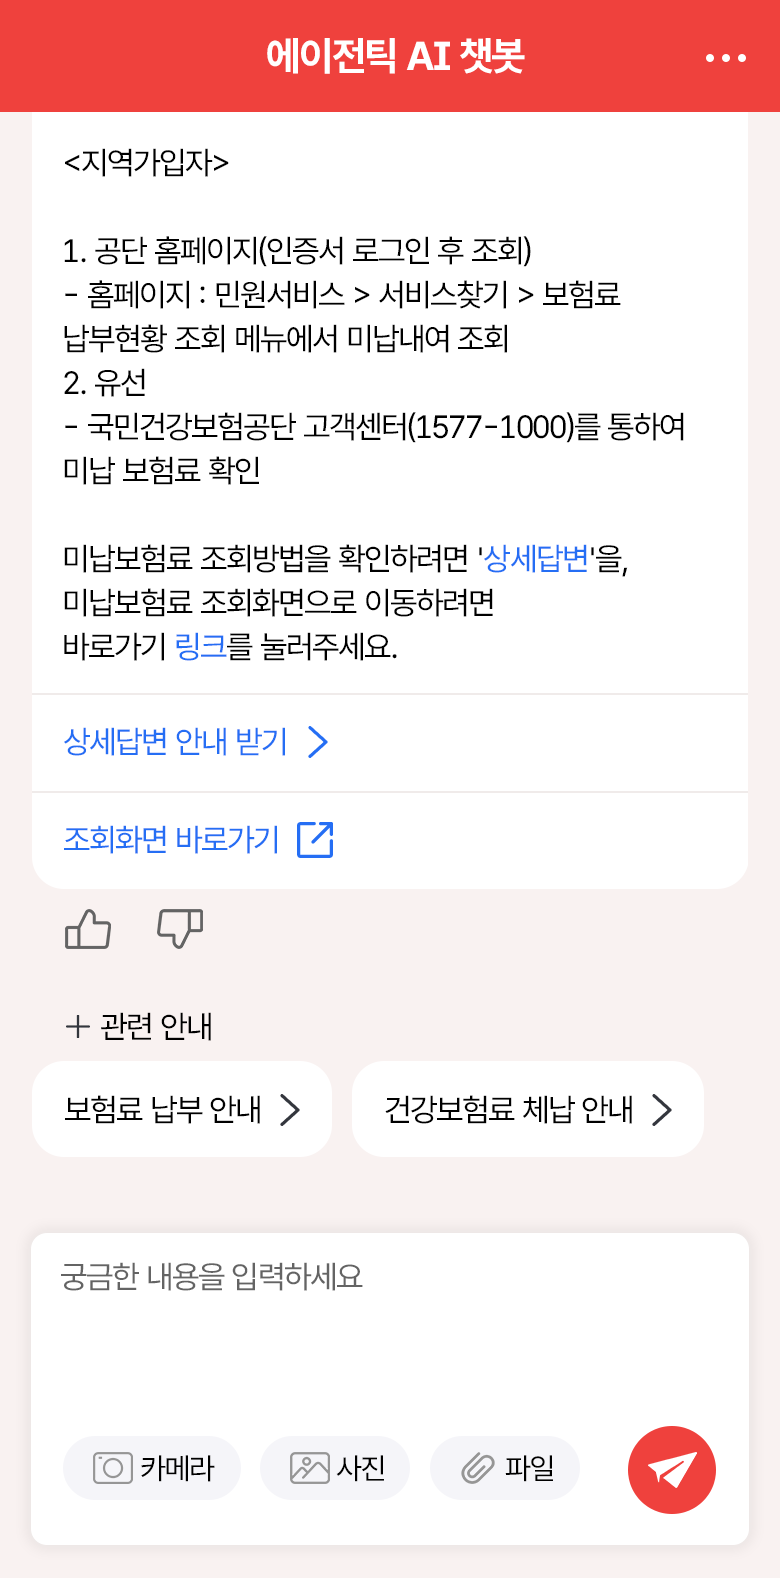 에이전틱 AI 챗봇
<지역가입자>
1. 공단 홈페이지(인증서 로그인 후 조회)
- 홈페이지 : 민원서비스 > 서비스찾기 > 보험료
납부현황 조회 메뉴에서 미납내여 조회
2. 유선
- 국민건강보험공단 고객센터(1577-1000)를 통하여
미납 보험료 확인
미납보험료 조회방법을 확인하려면 '상세답변'을,
미납보험료 조회화면으로 이동하려면
바로가기 링크를 눌러주세요.
상세답변 안내 받기
조회화면 바로가기
+ 관련 안내
보험료 납부 안내
건강보험료 체납 안내
궁금한 내용을 입력하세요
카메라
사진
파일